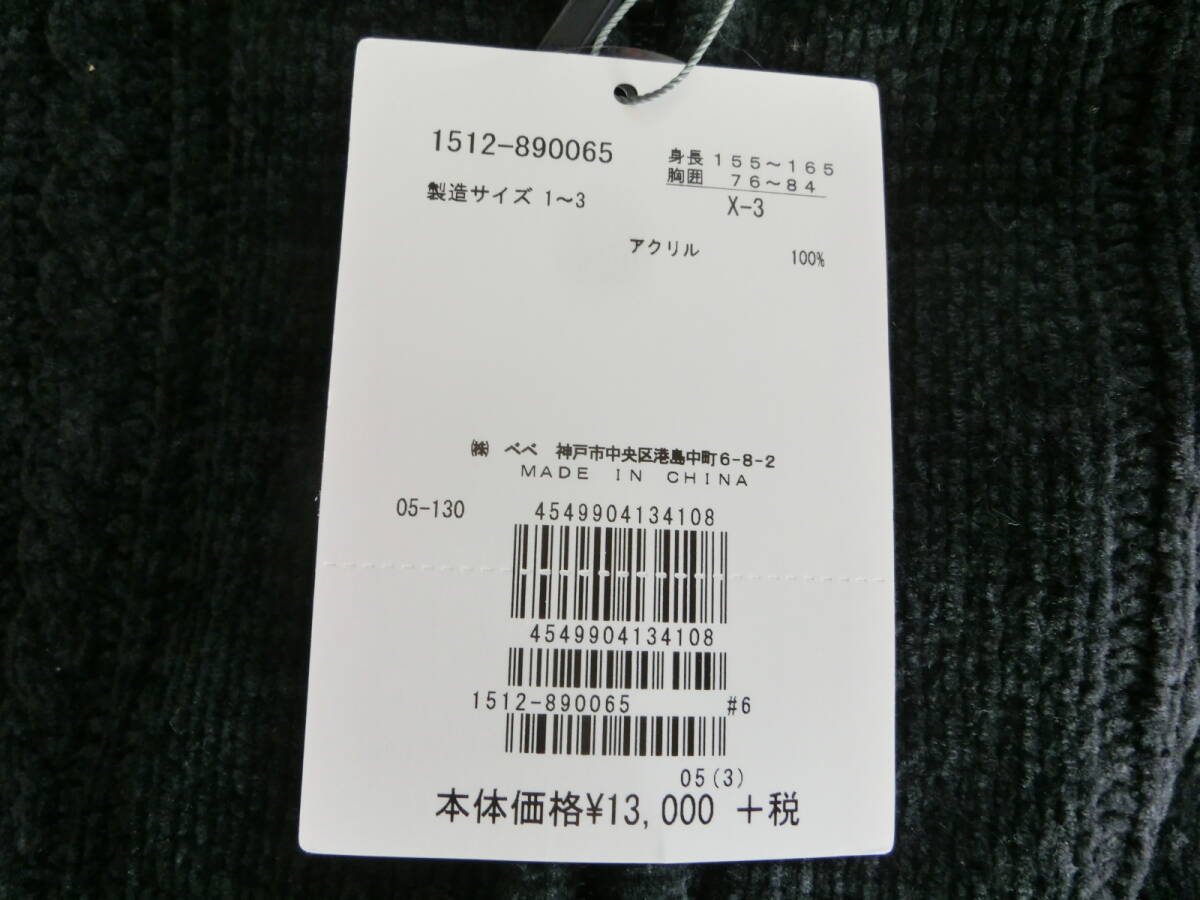 1512-890065
身長 155～165
胸囲 76～84
製造サイズ 1～3
X-3
アクリル 100%
㈱ べべ 神戸市中央区港島中町6-8-2
MADE IN CHINA
05-130
4549904134108
4549904134108
1512-890065 #6
05(3)
本体価格¥13,000 +税